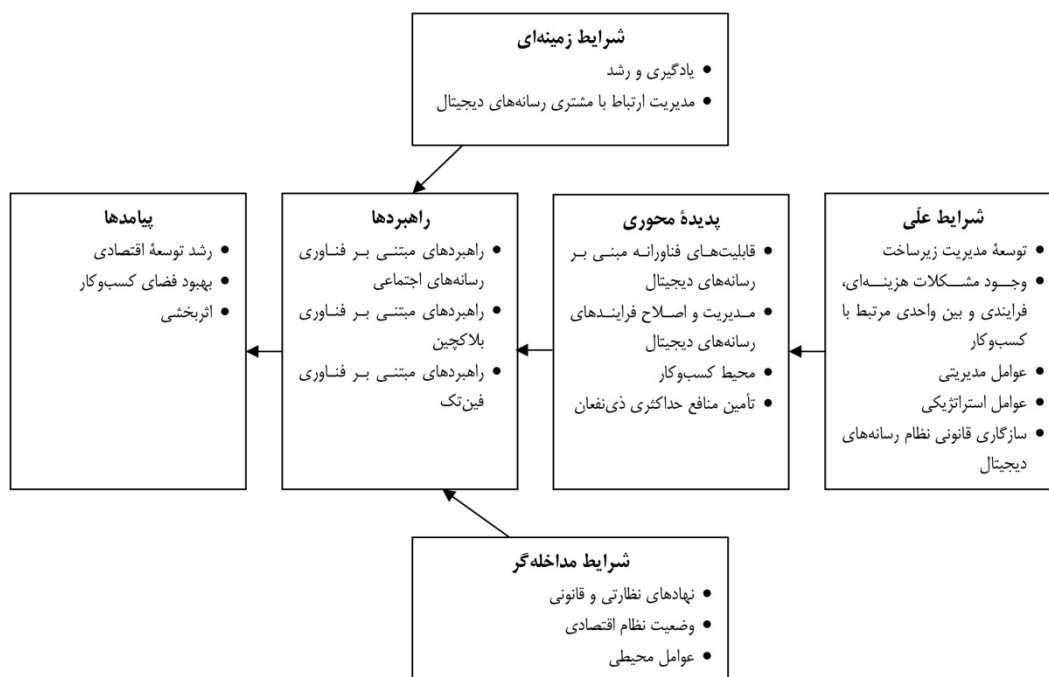 شرایط زمینه‌ای
• یادگیری و رشد
• مدیریت ارتباط با مشتری رسانه‌های دیجیتال
شرایط علّی
• توسعهٔ مدیریت زیرساخت
• وجود مشکلات هزینه‌ای،
فرایندی و بین واحدی مرتبط با
کسب‌وکار
• عوامل مدیریتی
• عوامل استراتژیکی
• سازگاری قانونی نظام رسانه‌های
دیجیتال
پدیدهٔ محوری
• قابلیت‌های فناورانه مبنی بر
رسانه‌های دیجیتال
• مدیریت و اصلاح فرایندهای
رسانه‌های دیجیتال
• محیط کسب‌وکار
• تأمین منافع حداکثری ذی‌نفعان
راهبردها
• راهبردهای مبتنی بر فناوری
رسانه‌های اجتماعی
• راهبردهای مبتنی بر فناوری
بلاکچین
• راهبردهای مبتنی بر فناوری
فین‌تک
پیامدها
• رشد توسعهٔ اقتصادی
• بهبود فضای کسب‌وکار
• اثربخشی
شرایط مداخله‌گر
• نهادهای نظارتی و قانونی
• وضعیت نظام اقتصادی
• عوامل محیطی